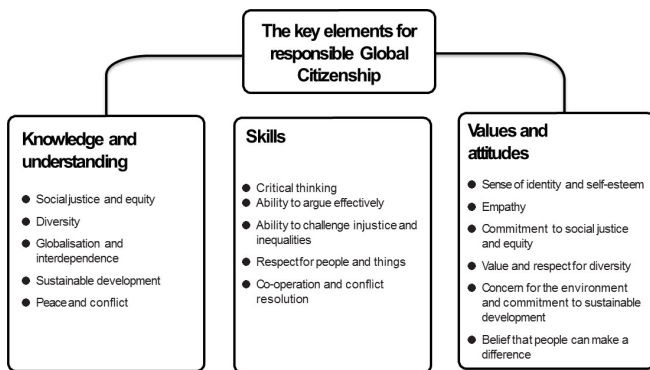 The key elements for
responsible Global
Citizenship
Knowledge and
understanding
● Social justice and equity
● Diversity
● Globalisation and
interdependence
● Sustainable development
● Peace and conflict
Skills
● Critical thinking
● Ability to argue effectively
● Ability to challenge injustice and
inequalities
● Respect for people and things
● Co-operation and conflict
resolution
Values and
attitudes
● Sense of identity and self-esteem
● Empathy
● Commitment to social justice
and equity
● Value and respect for diversity
● Concern for the environment
and commitment to sustainable
development
● Belief that people can make a
difference